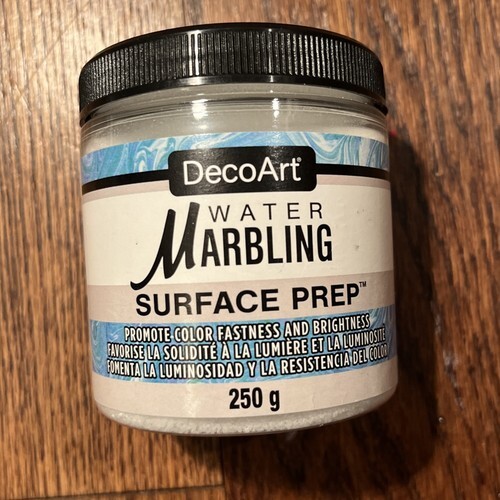 DecoArt®
WATER
MARBLING
SURFACE PREP™
PROMOTE COLOR FASTNESS AND BRIGHTNESS
FAVORISE LA SOLIDITÉ À LA LUMIÈRE ET LA LUMINOSITÉ
FOMENTA LA LUMINOSIDAD Y LA RESISTENCIA DEL COLOR
250 g